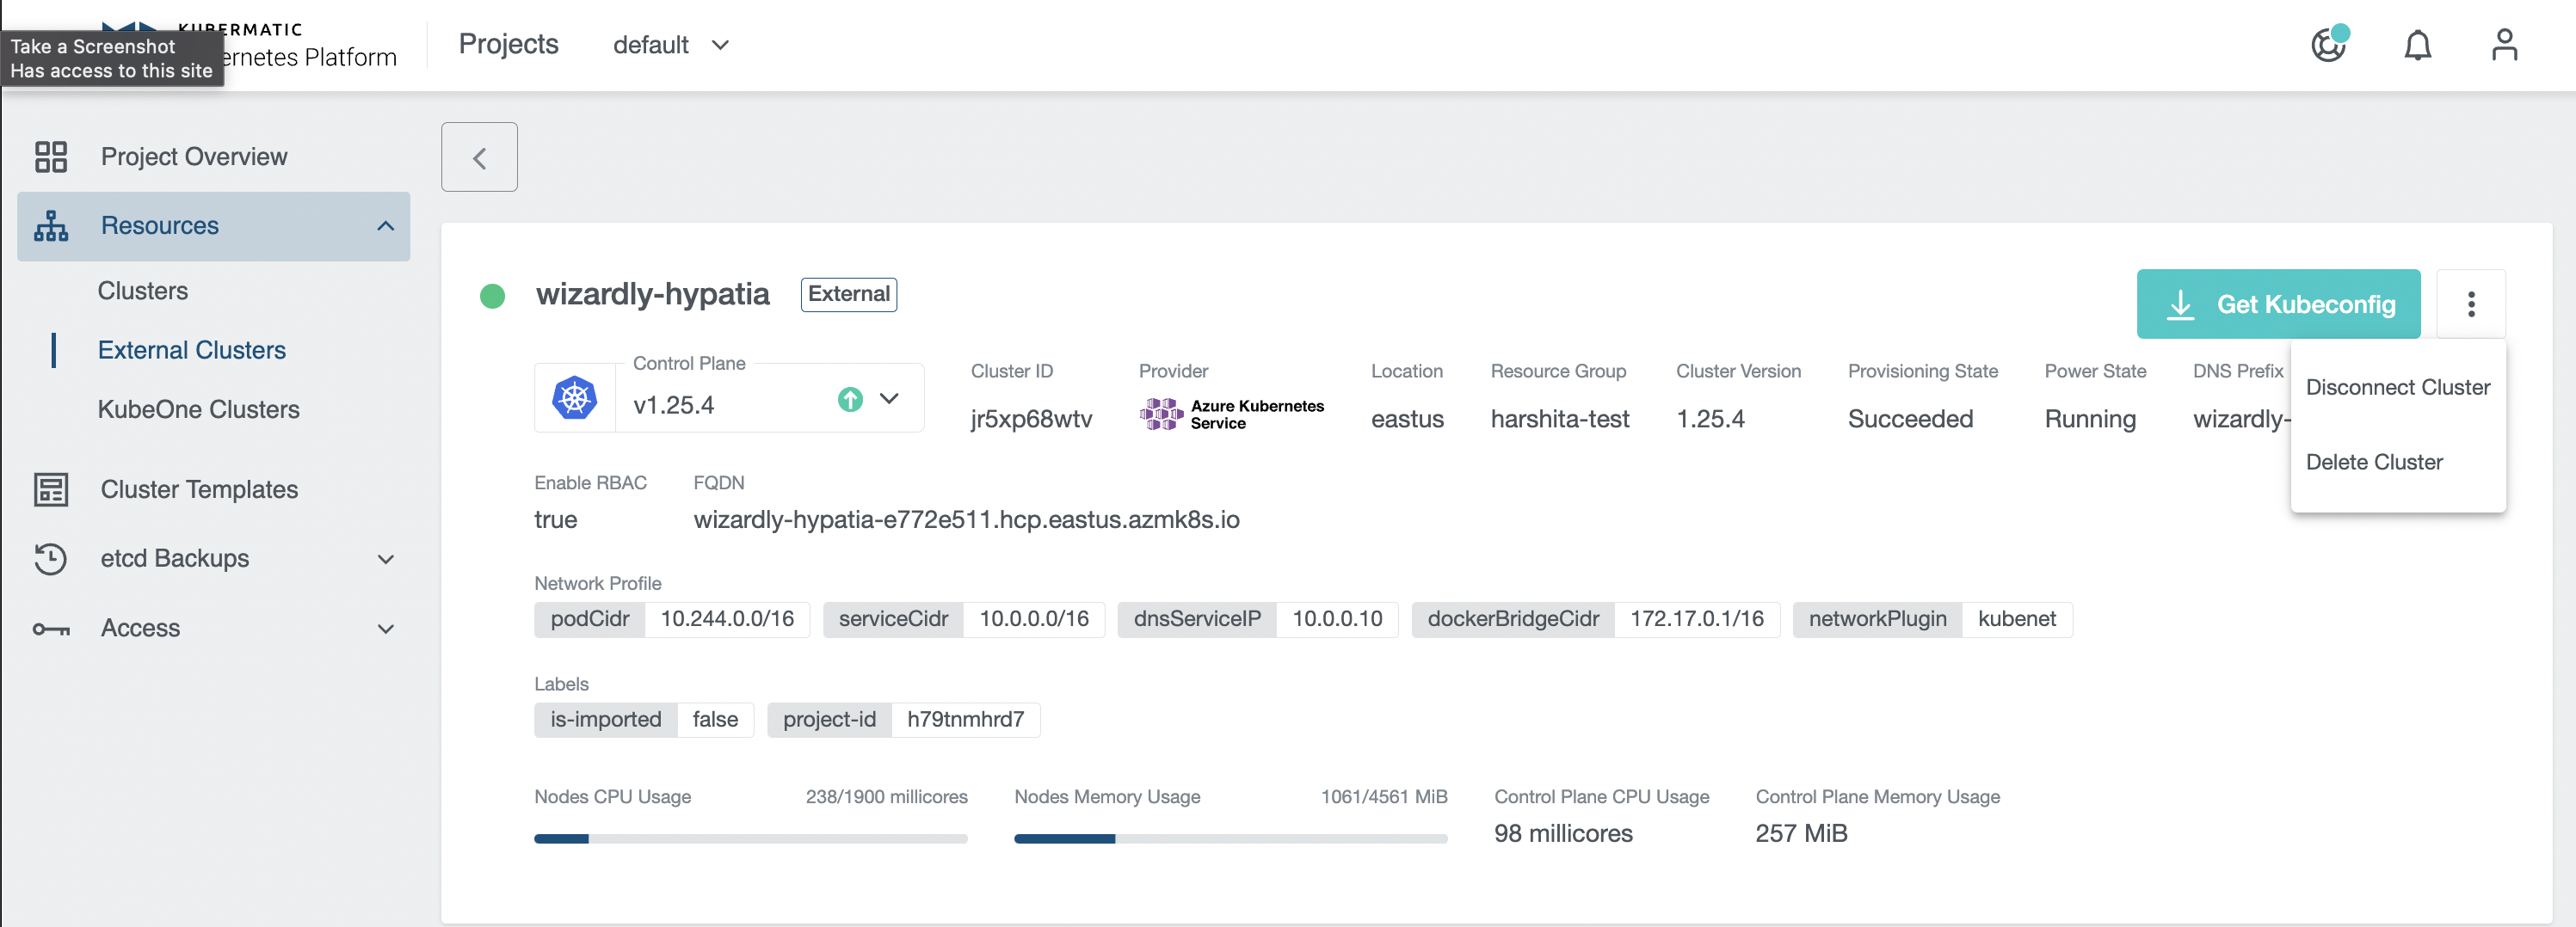 KUBERMATIC
ernetes Platform
Take a Screenshot
Has access to this site
Projects
default
Project Overview
Resources
Clusters
External Clusters
KubeOne Clusters
Cluster Templates
etcd Backups
Access
wizardly-hypatia
External
Get Kubeconfig
Disconnect Cluster
Delete Cluster
Control Plane
v1.25.4
Cluster ID
jr5xp68wtv
Provider
Azure Kubernetes
Service
Location
eastus
Resource Group
harshita-test
Cluster Version
1.25.4
Provisioning State
Succeeded
Power State
Running
DNS Prefix
wizardly-
Enable RBAC
true
FQDN
wizardly-hypatia-e772e511.hcp.eastus.azmk8s.io
Network Profile
podCidr 10.244.0.0/16 serviceCidr 10.0.0.0/16 dnsServiceIP 10.0.0.10 dockerBridgeCidr 172.17.0.1/16 networkPlugin kubenet
Labels
is-imported false project-id h79tnmhrd7
Nodes CPU Usage 238/1900 millicores
Nodes Memory Usage 1061/4561 MiB
Control Plane CPU Usage
98 millicores
Control Plane Memory Usage
257 MiB